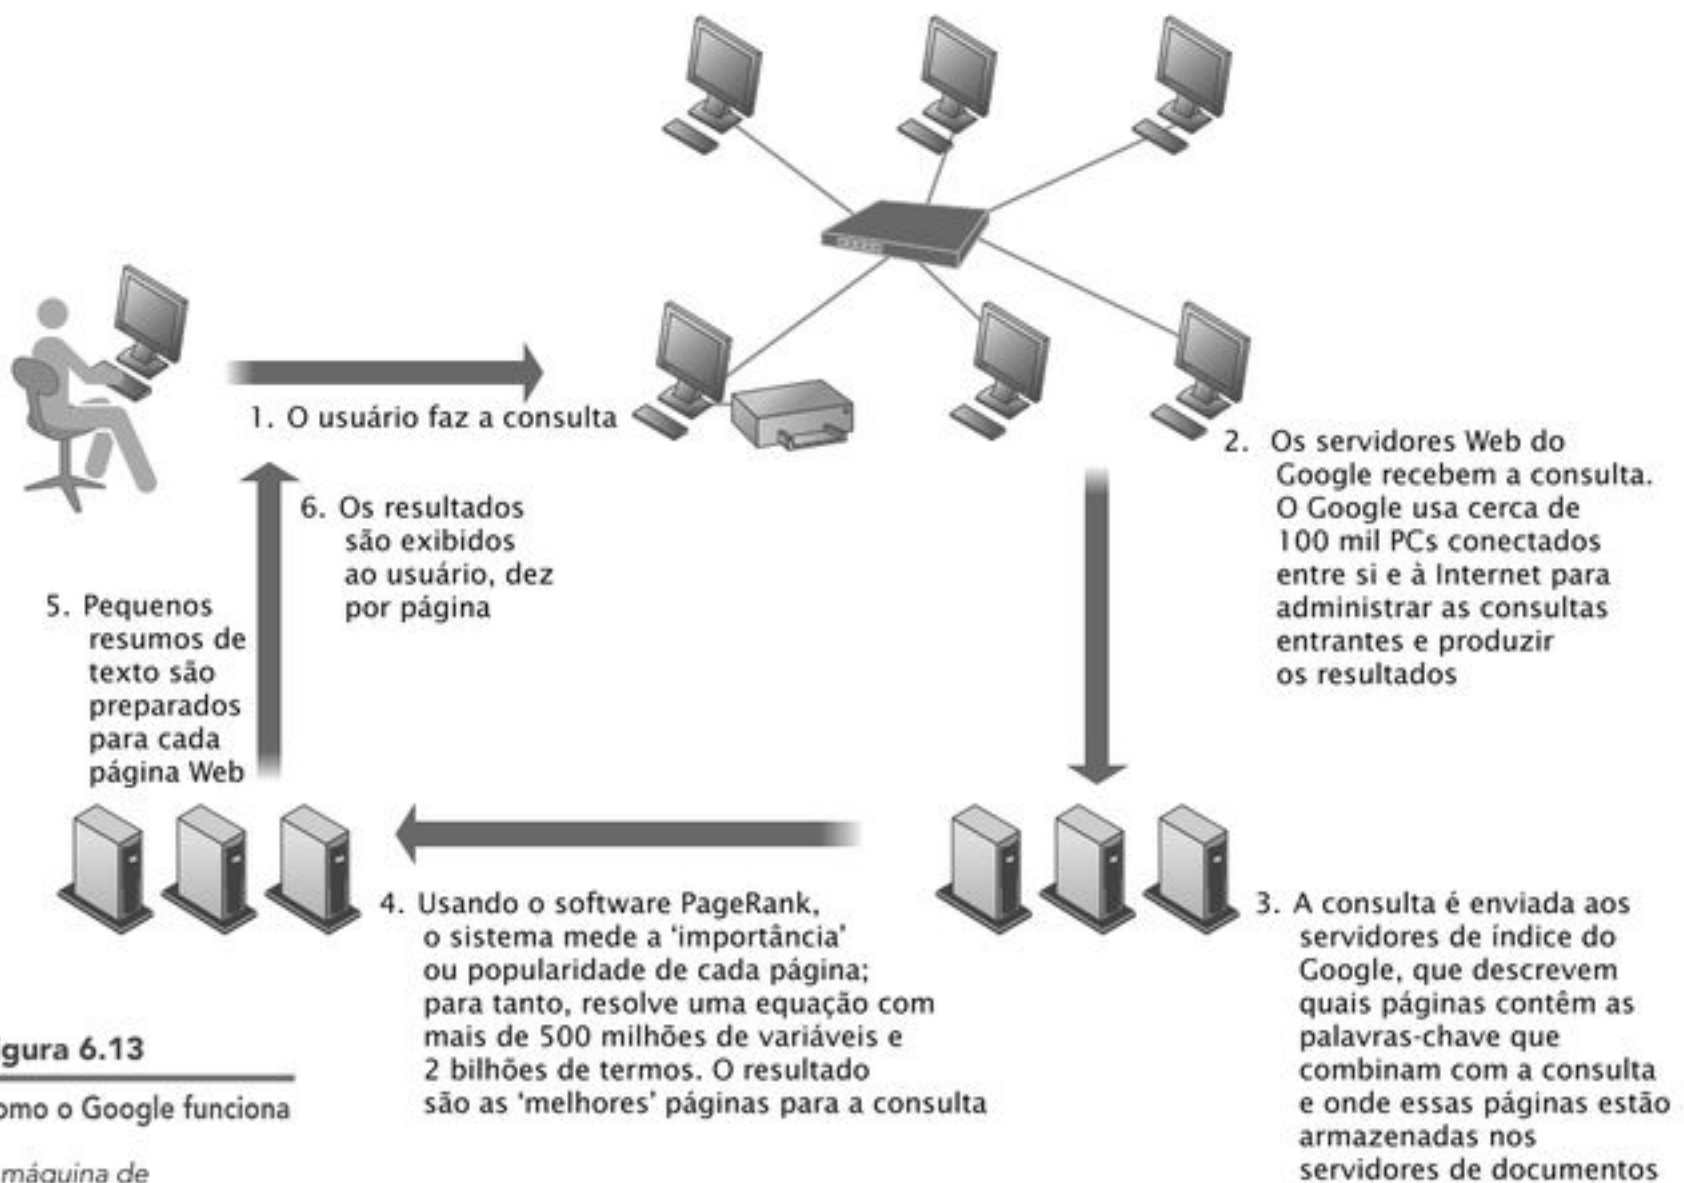 1. O usuário faz a consulta
2. Os servidores Web do
Google recebem a consulta.
O Google usa cerca de
100 mil PCs conectados
entre si e à Internet para
administrar as consultas
entrantes e produzir
os resultados
3. A consulta é enviada aos
servidores de índice do
Google, que descrevem
quais páginas contêm as
palavras-chave que
combinam com a consulta
e onde essas páginas estão
armazenadas nos
servidores de documentos
4. Usando o software PageRank,
o sistema mede a ‘importância’
ou popularidade de cada página;
para tanto, resolve uma equação com
mais de 500 milhões de variáveis e
2 bilhões de termos. O resultado
são as ‘melhores’ páginas para a consulta
5. Pequenos
resumos de
texto são
preparados
para cada
página Web
6. Os resultados
são exibidos
ao usuário, dez
por página
gura 6.13
omo o Google funciona
máquina de